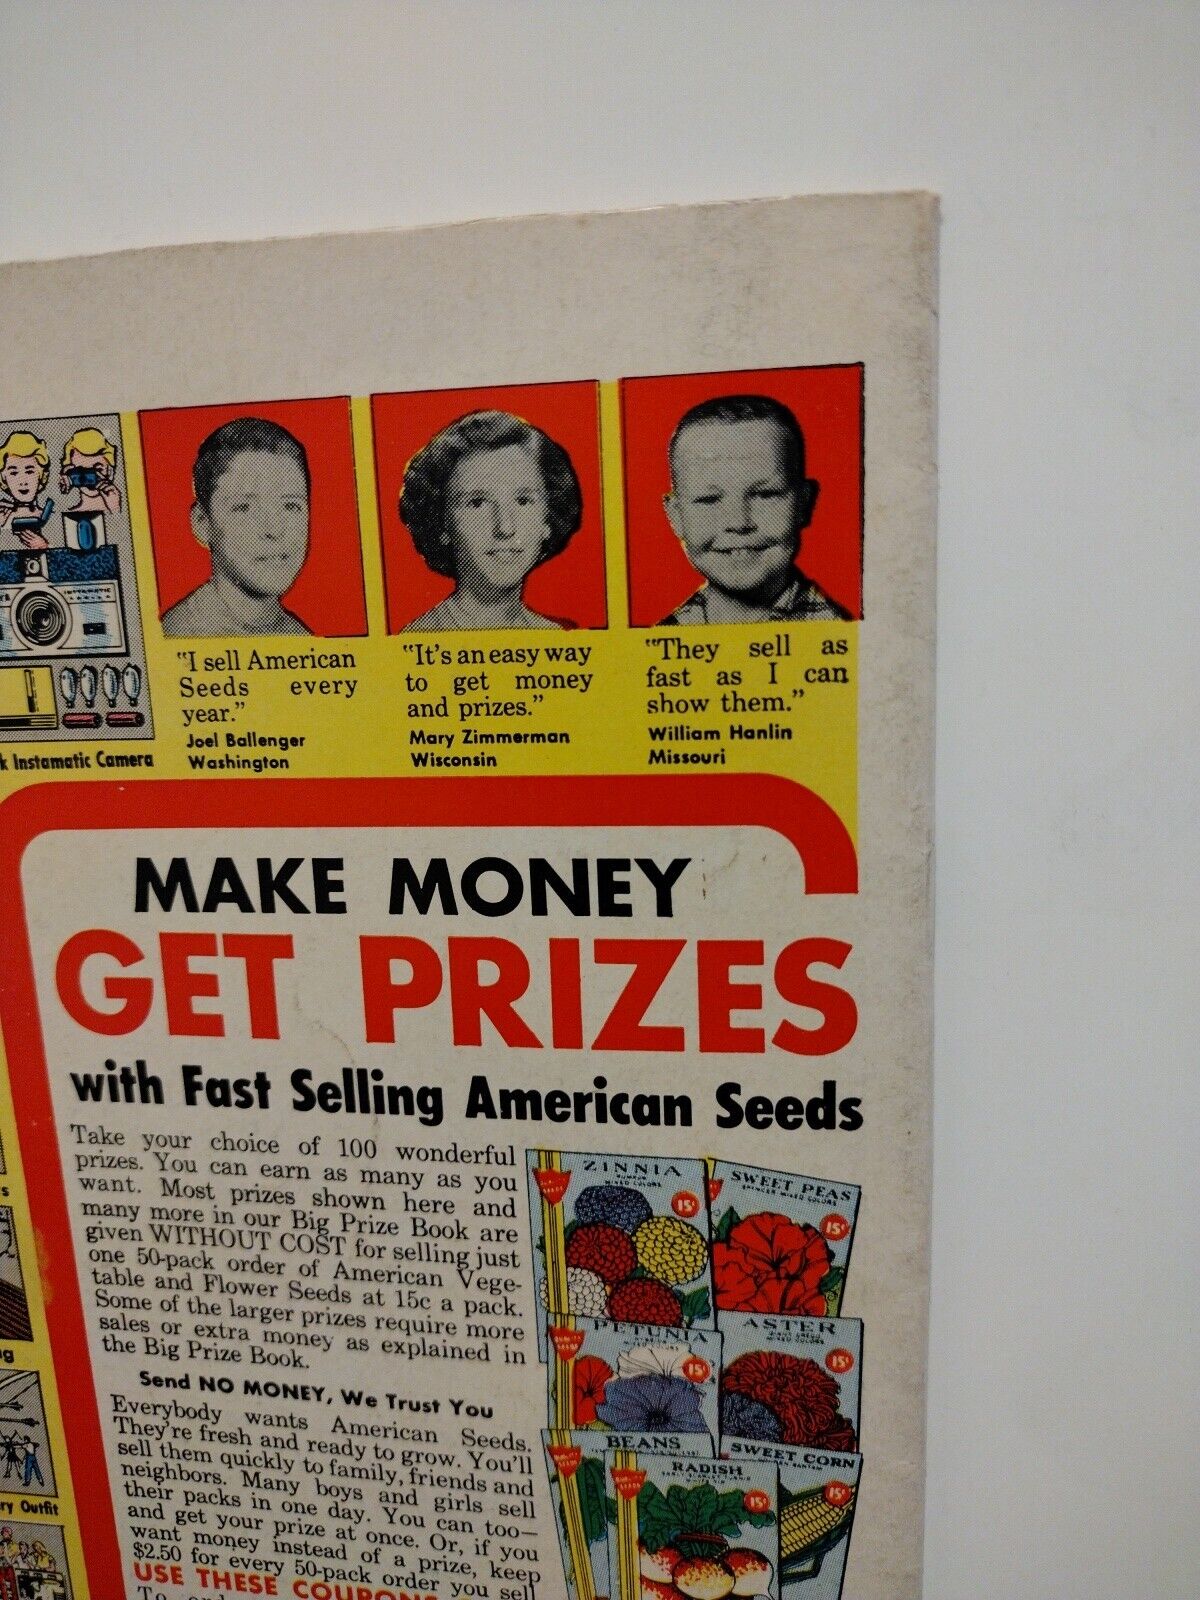 "I sell American
Seeds every
year."
Joel Ballenger
Washington
"It's an easy way
to get money
and prizes."
Mary Zimmerman
Wisconsin
"They sell as
fast as I can
show them."
William Hanlin
Missouri
k Instamatic Camera
MAKE MONEY
GET PRIZES
with Fast Selling American Seeds
Take your choice of 100 wonderful
prizes. You can earn as many as you
want. Most prizes shown here and
many more in our Big Prize Book are
given WITHOUT COST for selling just
one 50-pack order of American Vege-
table and Flower Seeds at 15c a pack.
Some of the larger prizes require more
sales or extra money as explained in
the Big Prize Book.
Send NO MONEY, We Trust You
Everybody wants American Seeds.
They're fresh and ready to grow. You'll
sell them quickly to family, friends and
neighbors. Many boys and girls sell
their packs in one day. You can too—
and get your prize at once. Or, if you
want money instead of a prize, keep
$2.50 for every 50-pack order you sell
USE THESE COUPONS
ZINNIA
MIXED COLORS
15¢
SWEET PEAS
SPENCER MIXED COLORS
15¢
PETUNIA
15¢
ASTER
15¢
BEANS
SWEET CORN
15¢
RADISH
15¢
s
g
ry Outfit